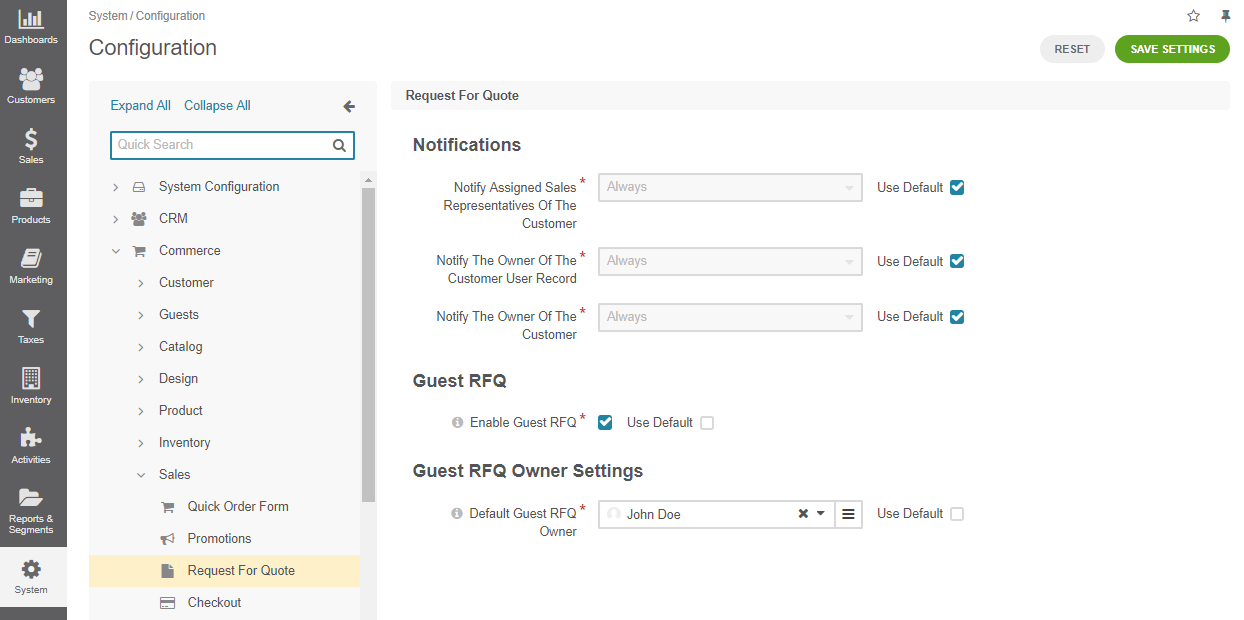 Dashboards
Customers
Sales
Products
Marketing
Taxes
Inventory
Activities
Reports &
Segments
System
System / Configuration
Configuration
RESET
SAVE SETTINGS
Expand All Collapse All
Quick Search
System Configuration
CRM
Commerce
Customer
Guests
Catalog
Design
Product
Inventory
Sales
Quick Order Form
Promotions
Request For Quote
Checkout
Request For Quote
Notifications
Notify Assigned Sales * Always Use Default
Representatives Of The
Customer
Notify The Owner Of The * Always Use Default
Customer User Record
Notify The Owner Of The * Always Use Default
Customer
Guest RFQ
Enable Guest RFQ * Use Default
Guest RFQ Owner Settings
Default Guest RFQ * John Doe Use Default
Owner